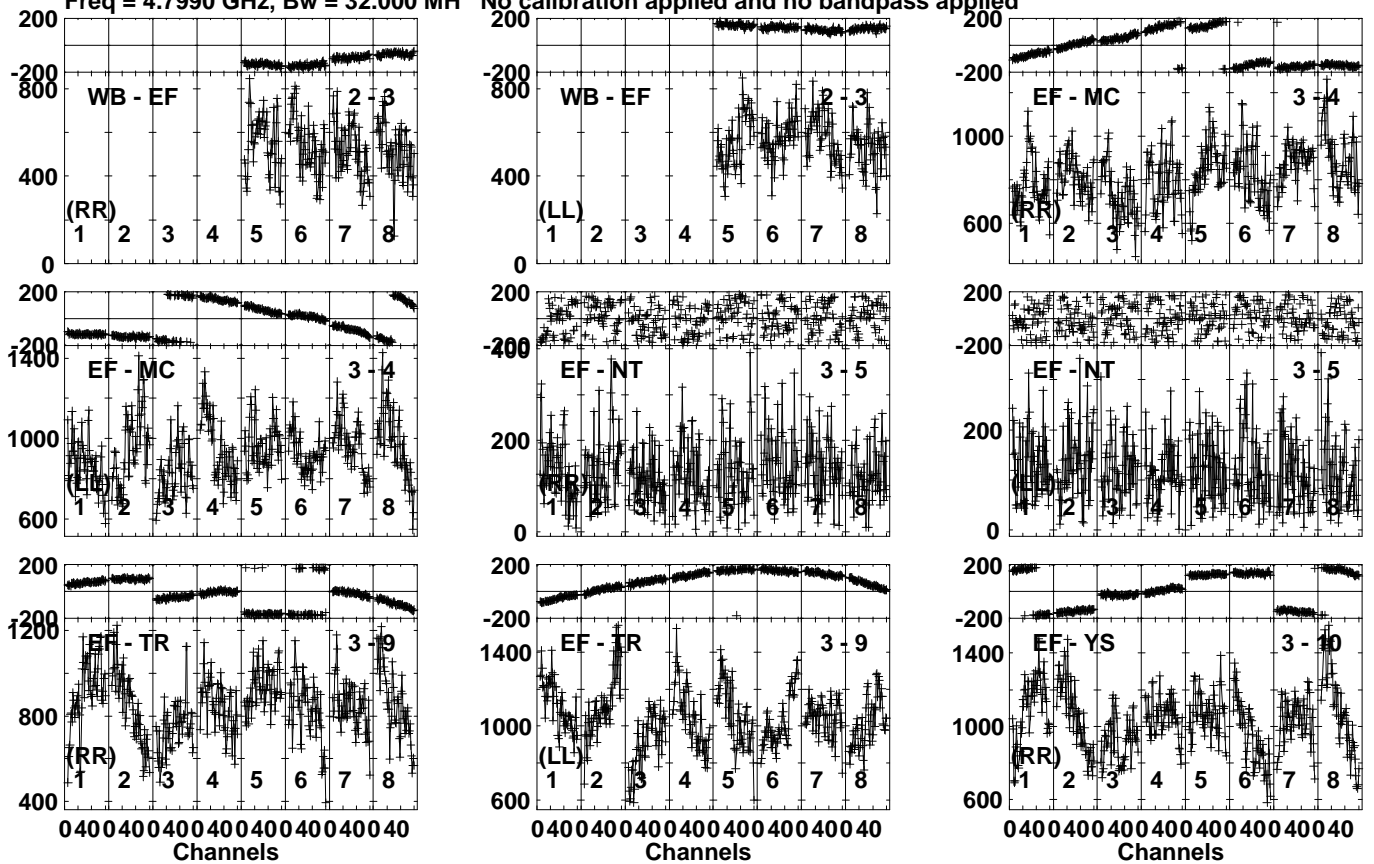 Freq = 4.7990 GHz, Bw = 32.000 MH No calibration applied and no bandpass applied
200
-200
800
400
0
WB - EF 2 - 3
(RR)
1 2 3 4 5 6 7 8
200
-200
800
400
0
WB - EF 2 - 3
(LL)
1 2 3 4 5 6 7 8
200
-200
1000
600
EF - MC 3 - 4
(RR)
1 2 3 4 5 6 7 8
200
-200
1400
1000
600
EF - MC 3 - 4
(LL)
1 2 3 4 5 6 7 8
200
-200
400
200
0
EF - NT 3 - 5
(RR)
1 2 3 4 5 6 7 8
200
-200
200
0
EF - NT 3 - 5
(LL)
1 2 3 4 5 6 7 8
200
-200
1200
800
400
EF - TR 3 - 9
(RR)
1 2 3 4 5 6 7 8
0 40 0 40 0 40 0 40 0 40 0 40 0 40 0 40
Channels
200
-200
1400
1000
600
EF - TR 3 - 9
(LL)
1 2 3 4 5 6 7 8
0 40 0 40 0 40 0 40 0 40 0 40 0 40 0 40
Channels
200
-200
1400
1000
600
EF - YS 3 - 10
(RR)
1 2 3 4 5 6 7 8
0 40 0 40 0 40 0 40 0 40 0 40 0 40 0 40
Channels